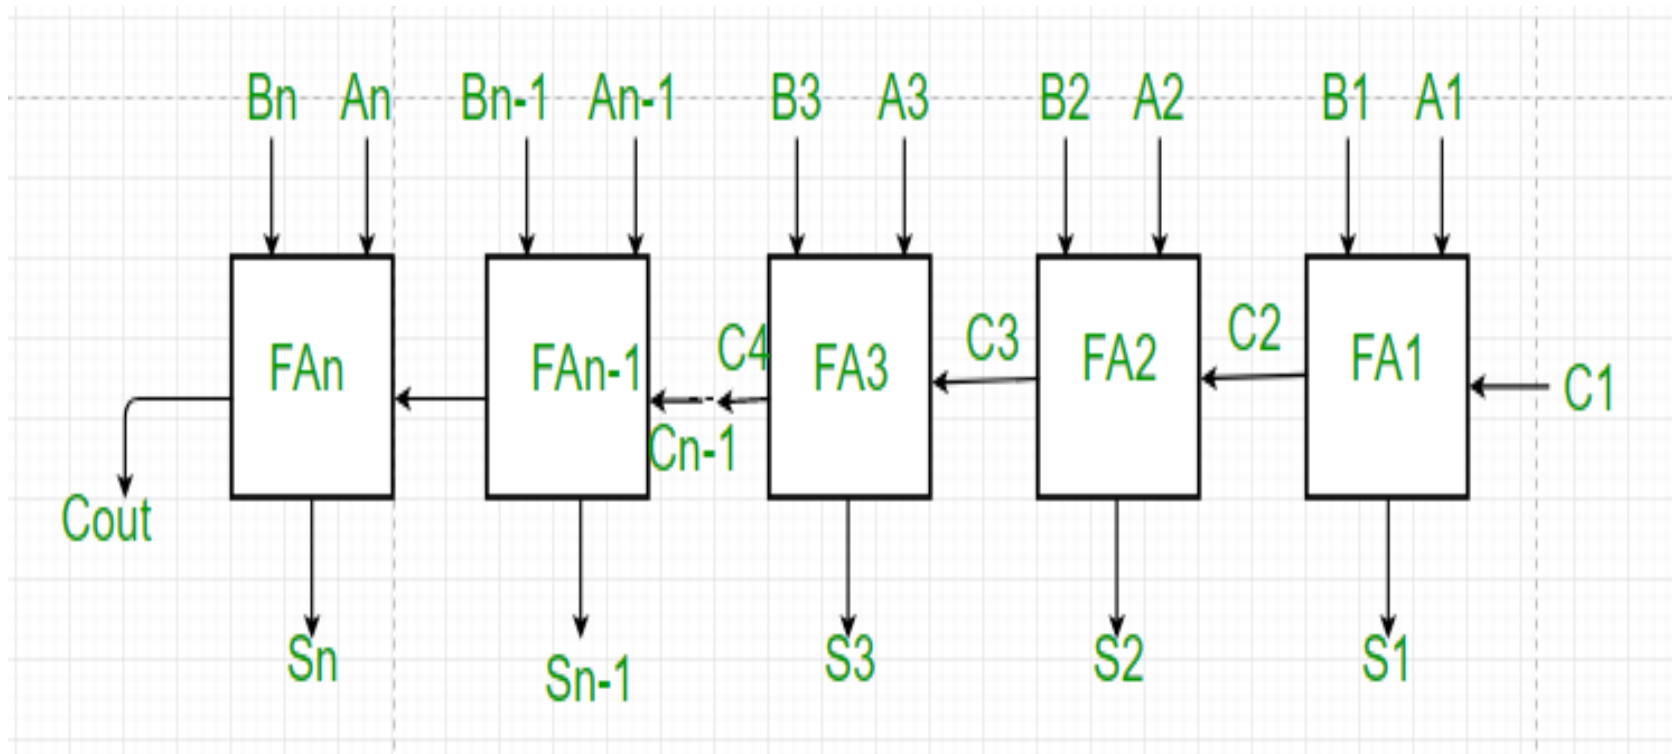 Bn An Bn-1 An-1 B3 A3 B2 A2 B1 A1
FAn FAn-1 C4 FA3 C3 FA2 C2 FA1 C1
Cn-1
Cout
Sn Sn-1 S3 S2 S1